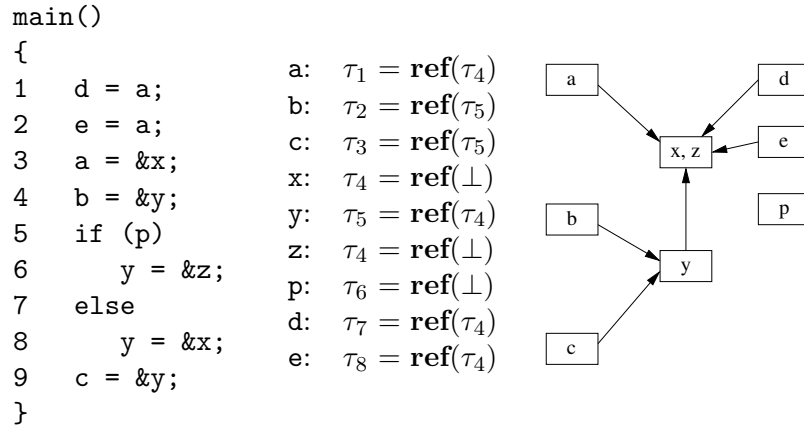 main()
{
1 d = a;
2 e = a;
3 a = &x;
4 b = &y;
5 if (p)
6 y = &z;
7 else
8 y = &x;
9 c = &y;
}
a: τ₁ = ref(τ₄)
b: τ₂ = ref(τ₅)
c: τ₃ = ref(τ₅)
x: τ₄ = ref(⊥)
y: τ₅ = ref(τ₄)
z: τ₄ = ref(⊥)
p: τ₆ = ref(⊥)
d: τ₇ = ref(τ₄)
e: τ₈ = ref(τ₄)
a
d
e
x, z
p
b
y
c